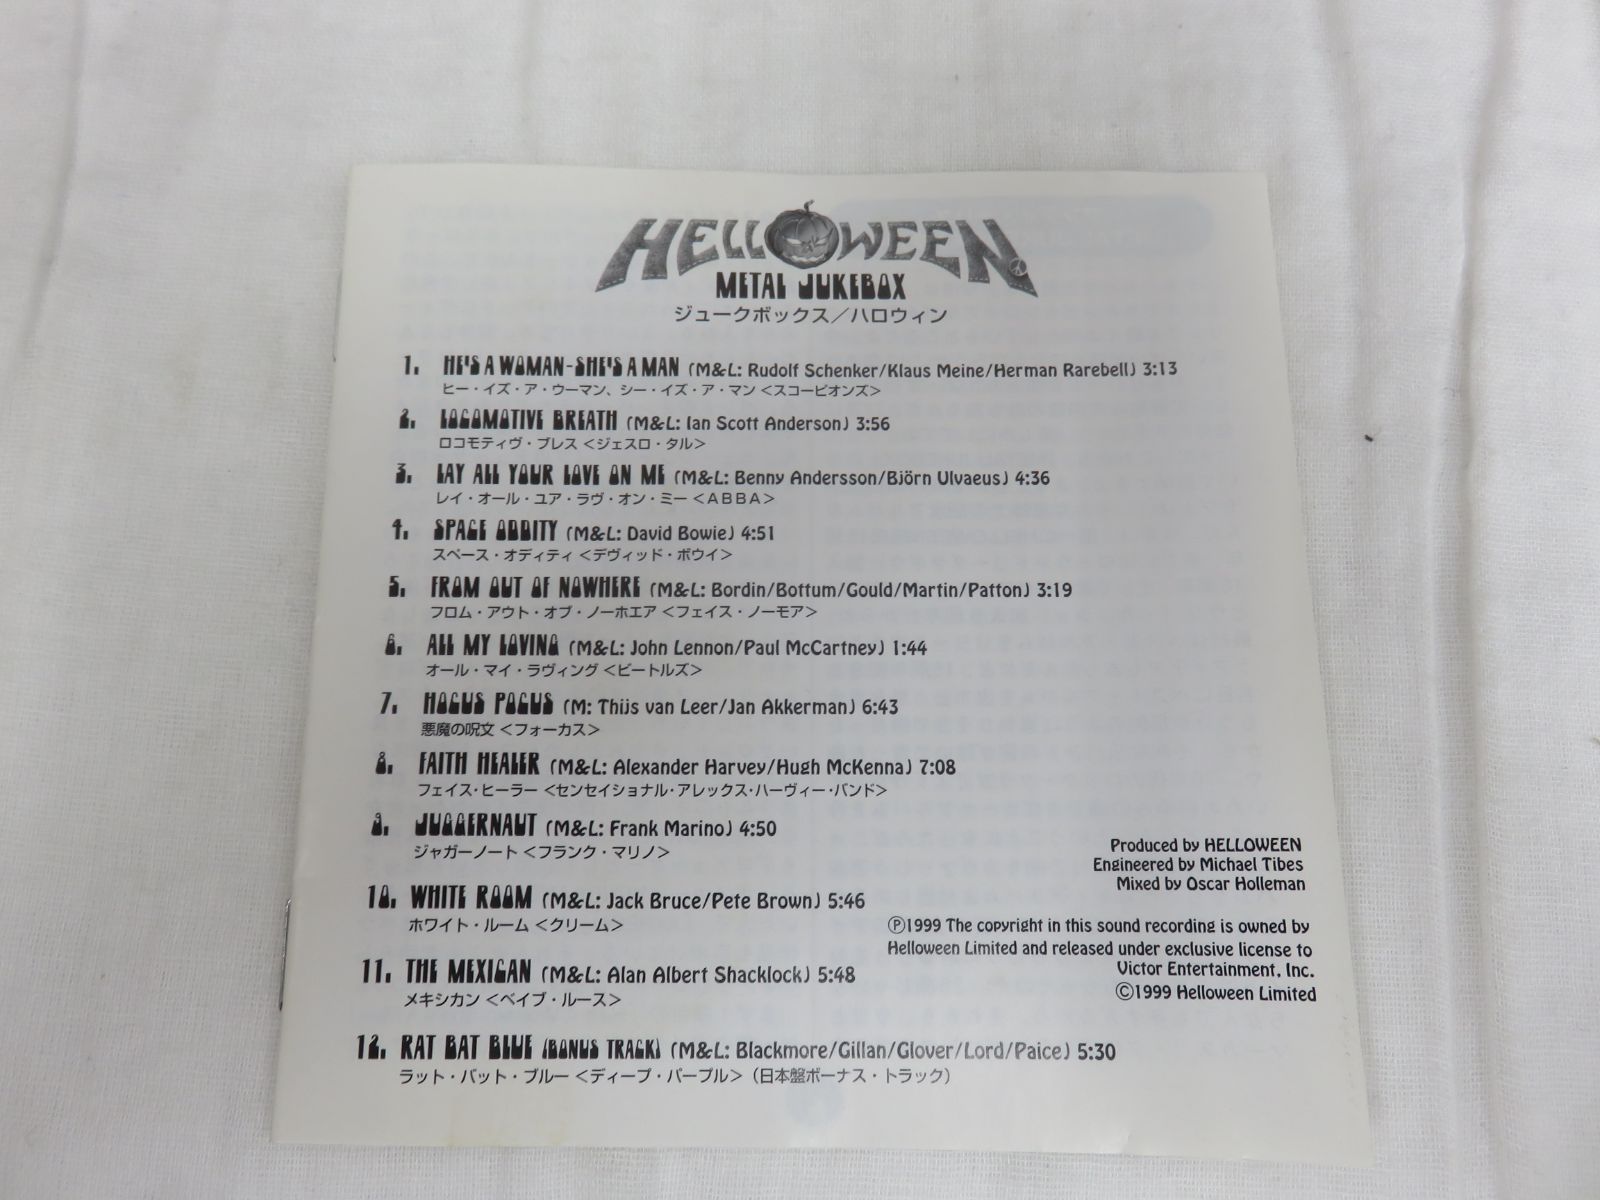 HELLOWEEN
METAL JUKEBOX
ジュークボックス／ハロウィン
1. HE'S A WOMAN-SHE'S A MAN (M&L: Rudolf Schenker/Klaus Meine/Herman Rarebell) 3:13
ヒー・イズ・ア・ウーマン、シー・イズ・ア・マン＜スコーピオンズ＞
2. LOCOMOTIVE BREATH (M&L: Ian Scott Anderson) 3:56
ロコモティヴ・ブレス＜ジェスロ・タル＞
3. LAY ALL YOUR LOVE ON ME (M&L: Benny Andersson/Björn Ulvaeus) 4:36
レイ・オール・ユア・ラヴ・オン・ミー＜ABBA＞
4. SPACE ODDITY (M&L: David Bowie) 4:51
スペース・オディティ＜デヴィッド・ボウイ＞
5. FROM OUT OF NOWHERE (M&L: Bordin/Bottum/Gould/Martin/Patton) 3:19
フロム・アウト・オブ・ノーホエア＜フェイス・ノーモア＞
6. ALL MY LOVING (M&L: John Lennon/Paul McCartney) 1:44
オール・マイ・ラヴィング＜ビートルズ＞
7. HOCUS POCUS (M: Thijs van Leer/Jan Akkerman) 6:43
悪魔の呪文＜フォーカス＞
8. FAITH HEALER (M&L: Alexander Harvey/Hugh McKenna) 7:08
フェイス・ヒーラー＜センセイショナル・アレックス・ハーヴィー・バンド＞
9. JUGGERNAUT (M&L: Frank Marino) 4:50
ジャガーノート＜フランク・マリノ＞
10. WHITE ROOM (M&L: Jack Bruce/Pete Brown) 5:46
ホワイト・ルーム＜クリーム＞
11. THE MEXICAN (M&L: Alan Albert Shacklock) 5:48
メキシカン＜ベイブ・ルース＞
12. RAT BAT BLUE (BONUS TRACK) (M&L: Blackmore/Gillan/Glover/Lord/Paice) 5:30
ラット・バット・ブルー＜ディープ・パープル＞（日本盤ボーナス・トラック）
Produced by HELLOWEEN
Engineered by Michael Tibes
Mixed by Oscar Holleman
℗1999 The copyright in this sound recording is owned by
Helloween Limited and released under exclusive license to
Victor Entertainment, Inc.
©1999 Helloween Limited